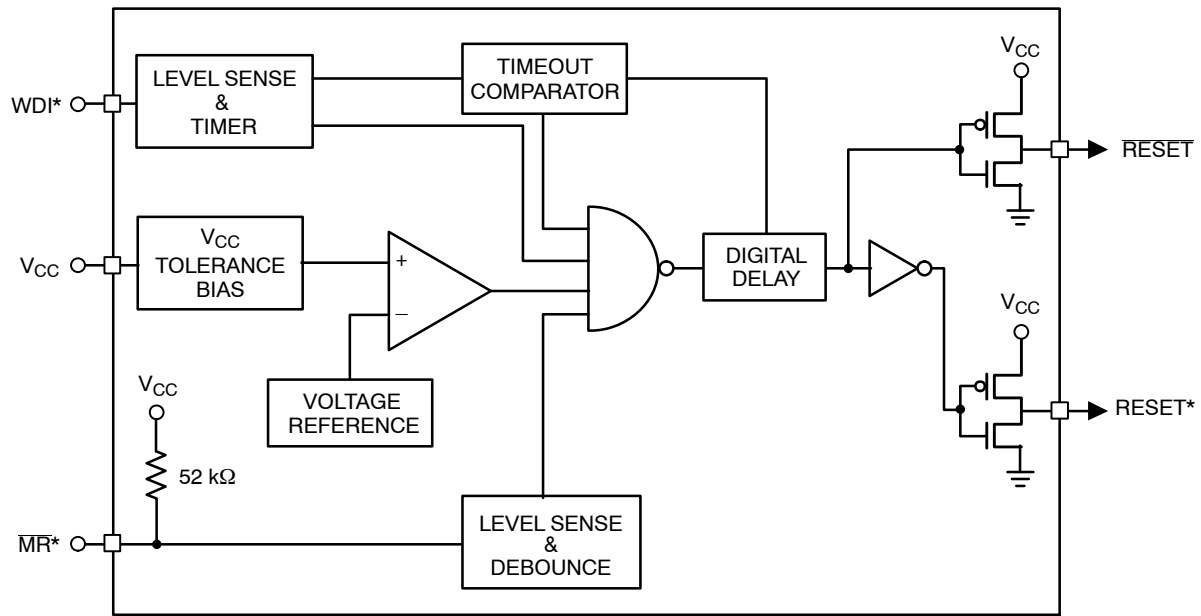 WDI*
LEVEL SENSE
&
TIMER
TIMEOUT
COMPARATOR
VCC
RESET
VCC
VCC
TOLERANCE
BIAS
+
−
DIGITAL
DELAY
VCC
VOLTAGE
REFERENCE
VCC
52 kΩ
RESET*
MR*
LEVEL SENSE
&
DEBOUNCE